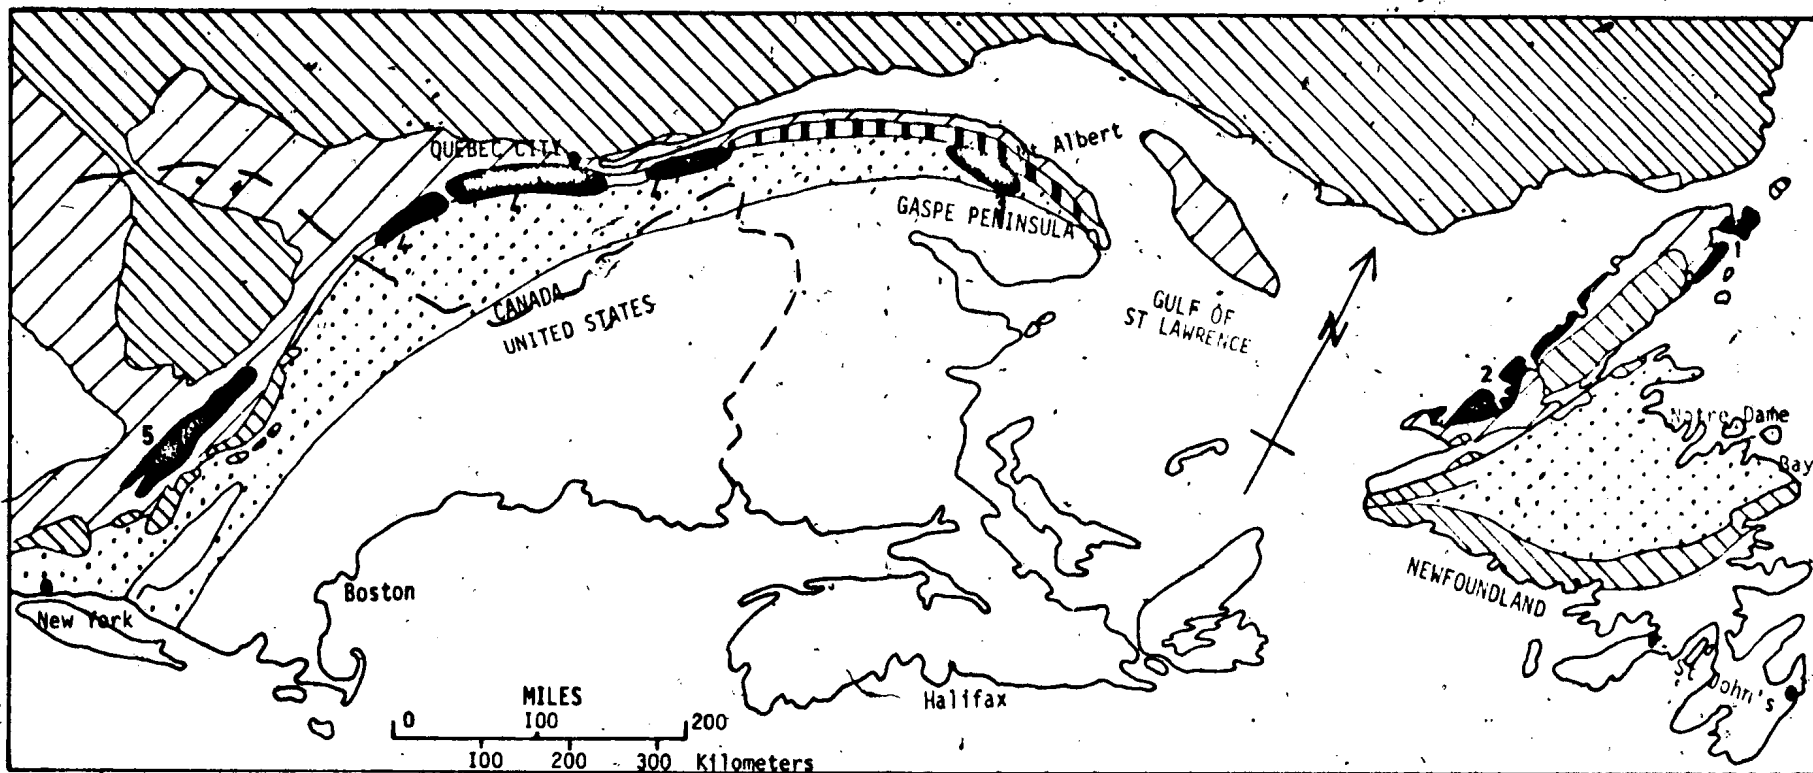 QUEBEC CITY
Mt Albert
GASPE PENINSULA
CANADA
UNITED STATES
GULF OF
ST LAWRENCE
N
1
2
3
4
4
4
5
Notre Dame
Bay
NEWFOUNDLAND
St John's
Boston
New York
Halifax
MILES
0 100 200
100 200 300 Kilometers